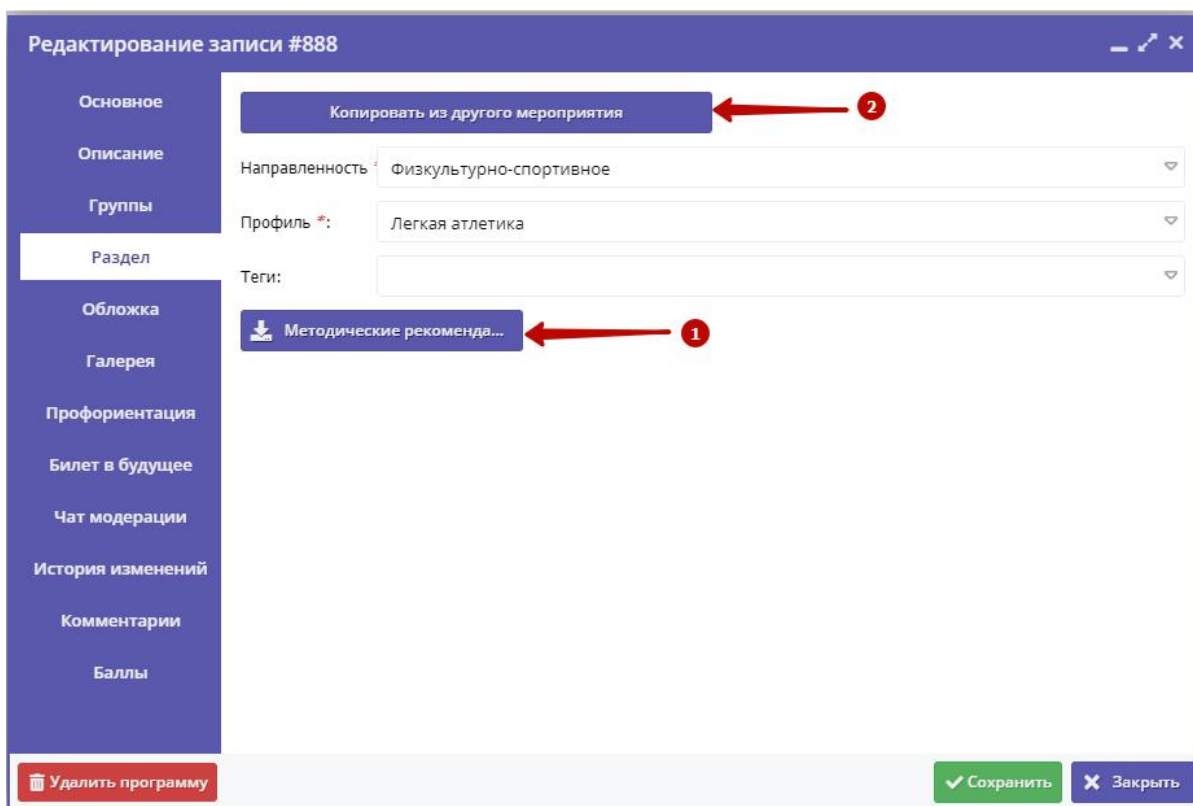 Редактирование записи #888
Основное
Описание
Группы
Раздел
Обложка
Галерея
Профориентация
Билет в будущее
Чат модерации
История изменений
Комментарии
Баллы
Копировать из другого мероприятия
2
Направленность * Физкультурно-спортивное
Профиль *: Легкая атлетика
Теги:
Методические рекоменда...
1
Удалить программу
Сохранить
Закрыть